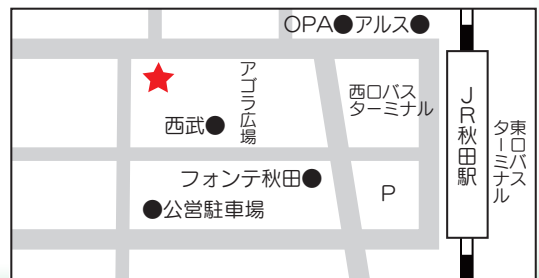 OPA●アルス●
アゴラ広場
西口バス
ターミナル
西武●
JR秋田駅
東口バス
ターミナル
フォンテ秋田●
P
●公営駐車場